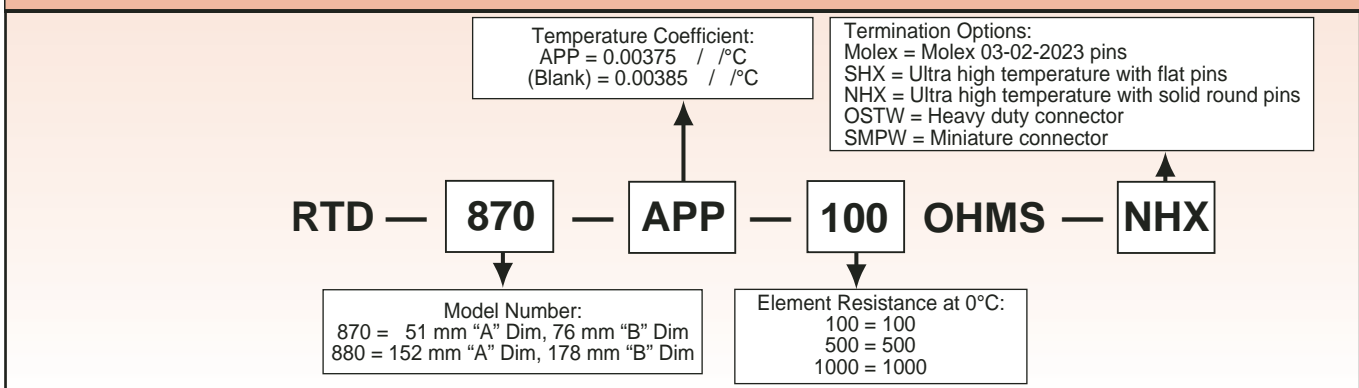 Temperature Coefficient:
APP = 0.00375 / /°C
(Blank) = 0.00385 / /°C
Termination Options:
Molex = Molex 03-02-2023 pins
SHX = Ultra high temperature with flat pins
NHX = Ultra high temperature with solid round pins
OSTW = Heavy duty connector
SMPW = Miniature connector
RTD — 870 — APP — 100 OHMS — NHX
Model Number:
870 = 51 mm “A” Dim, 76 mm “B” Dim
880 = 152 mm “A” Dim, 178 mm “B” Dim
Element Resistance at 0°C:
100 = 100
500 = 500
1000 = 1000